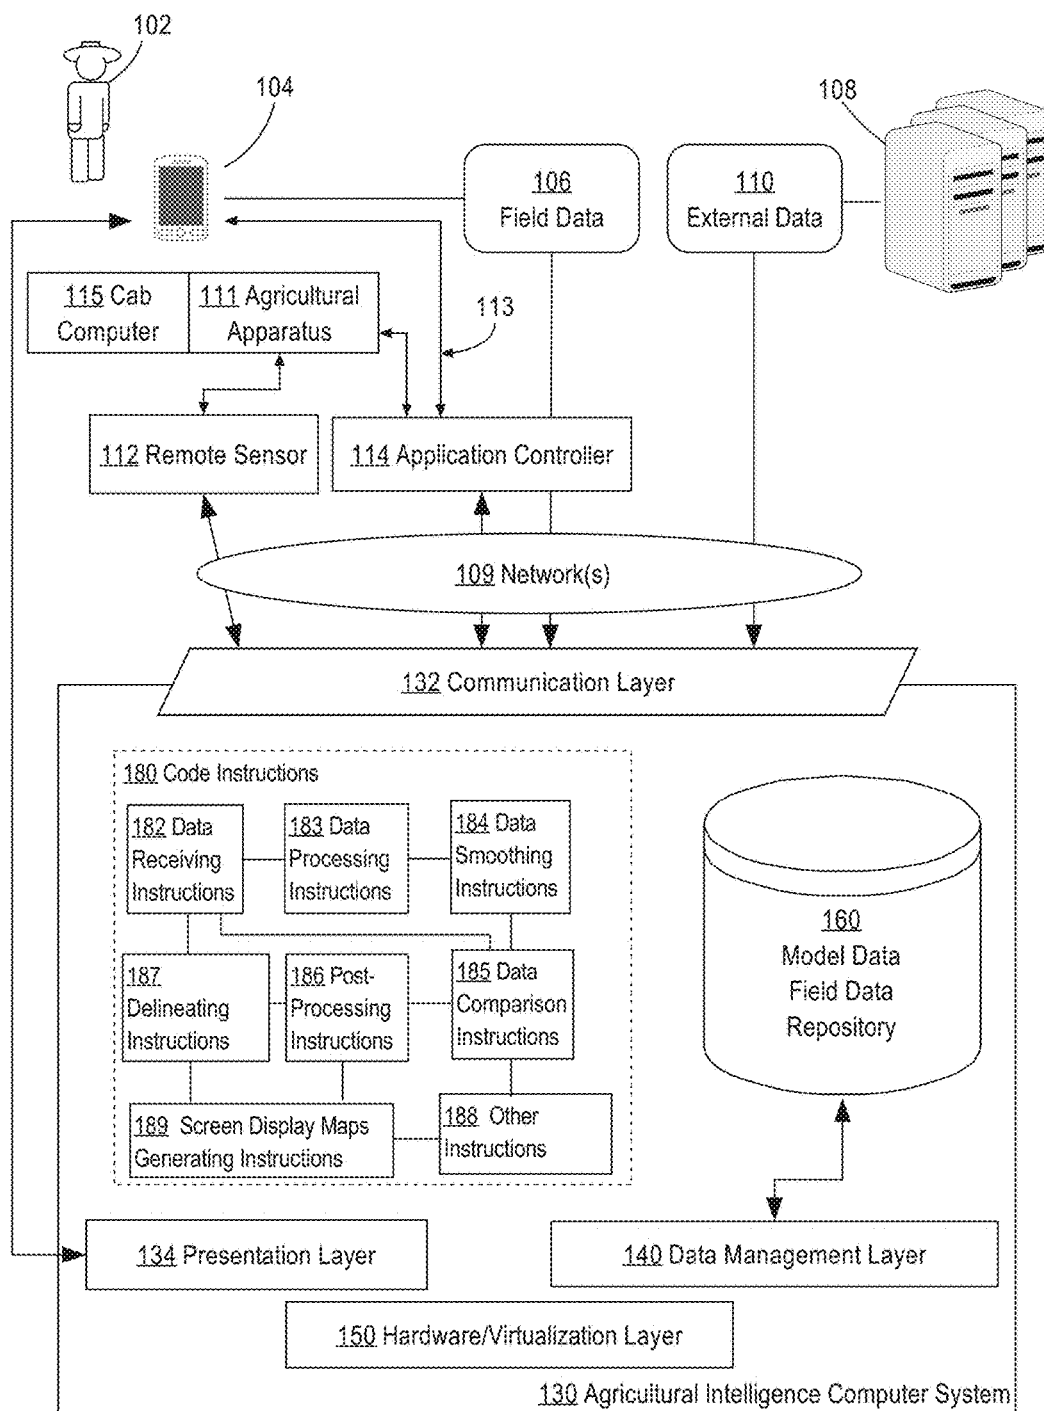 102
104
108
106
Field Data
110
External Data
115 Cab
Computer
111 Agricultural
Apparatus
113
112 Remote Sensor
114 Application Controller
109 Network(s)
132 Communication Layer
180 Code Instructions
182 Data
Receiving
Instructions
183 Data
Processing
Instructions
184 Data
Smoothing
Instructions
187
Delineating
Instructions
186 Post-
Processing
Instructions
185 Data
Comparison
Instructions
160
Model Data
Field Data
Repository
189 Screen Display Maps
Generating Instructions
188 Other
Instructions
134 Presentation Layer
140 Data Management Layer
150 Hardware/Virtualization Layer
130 Agricultural Intelligence Computer System